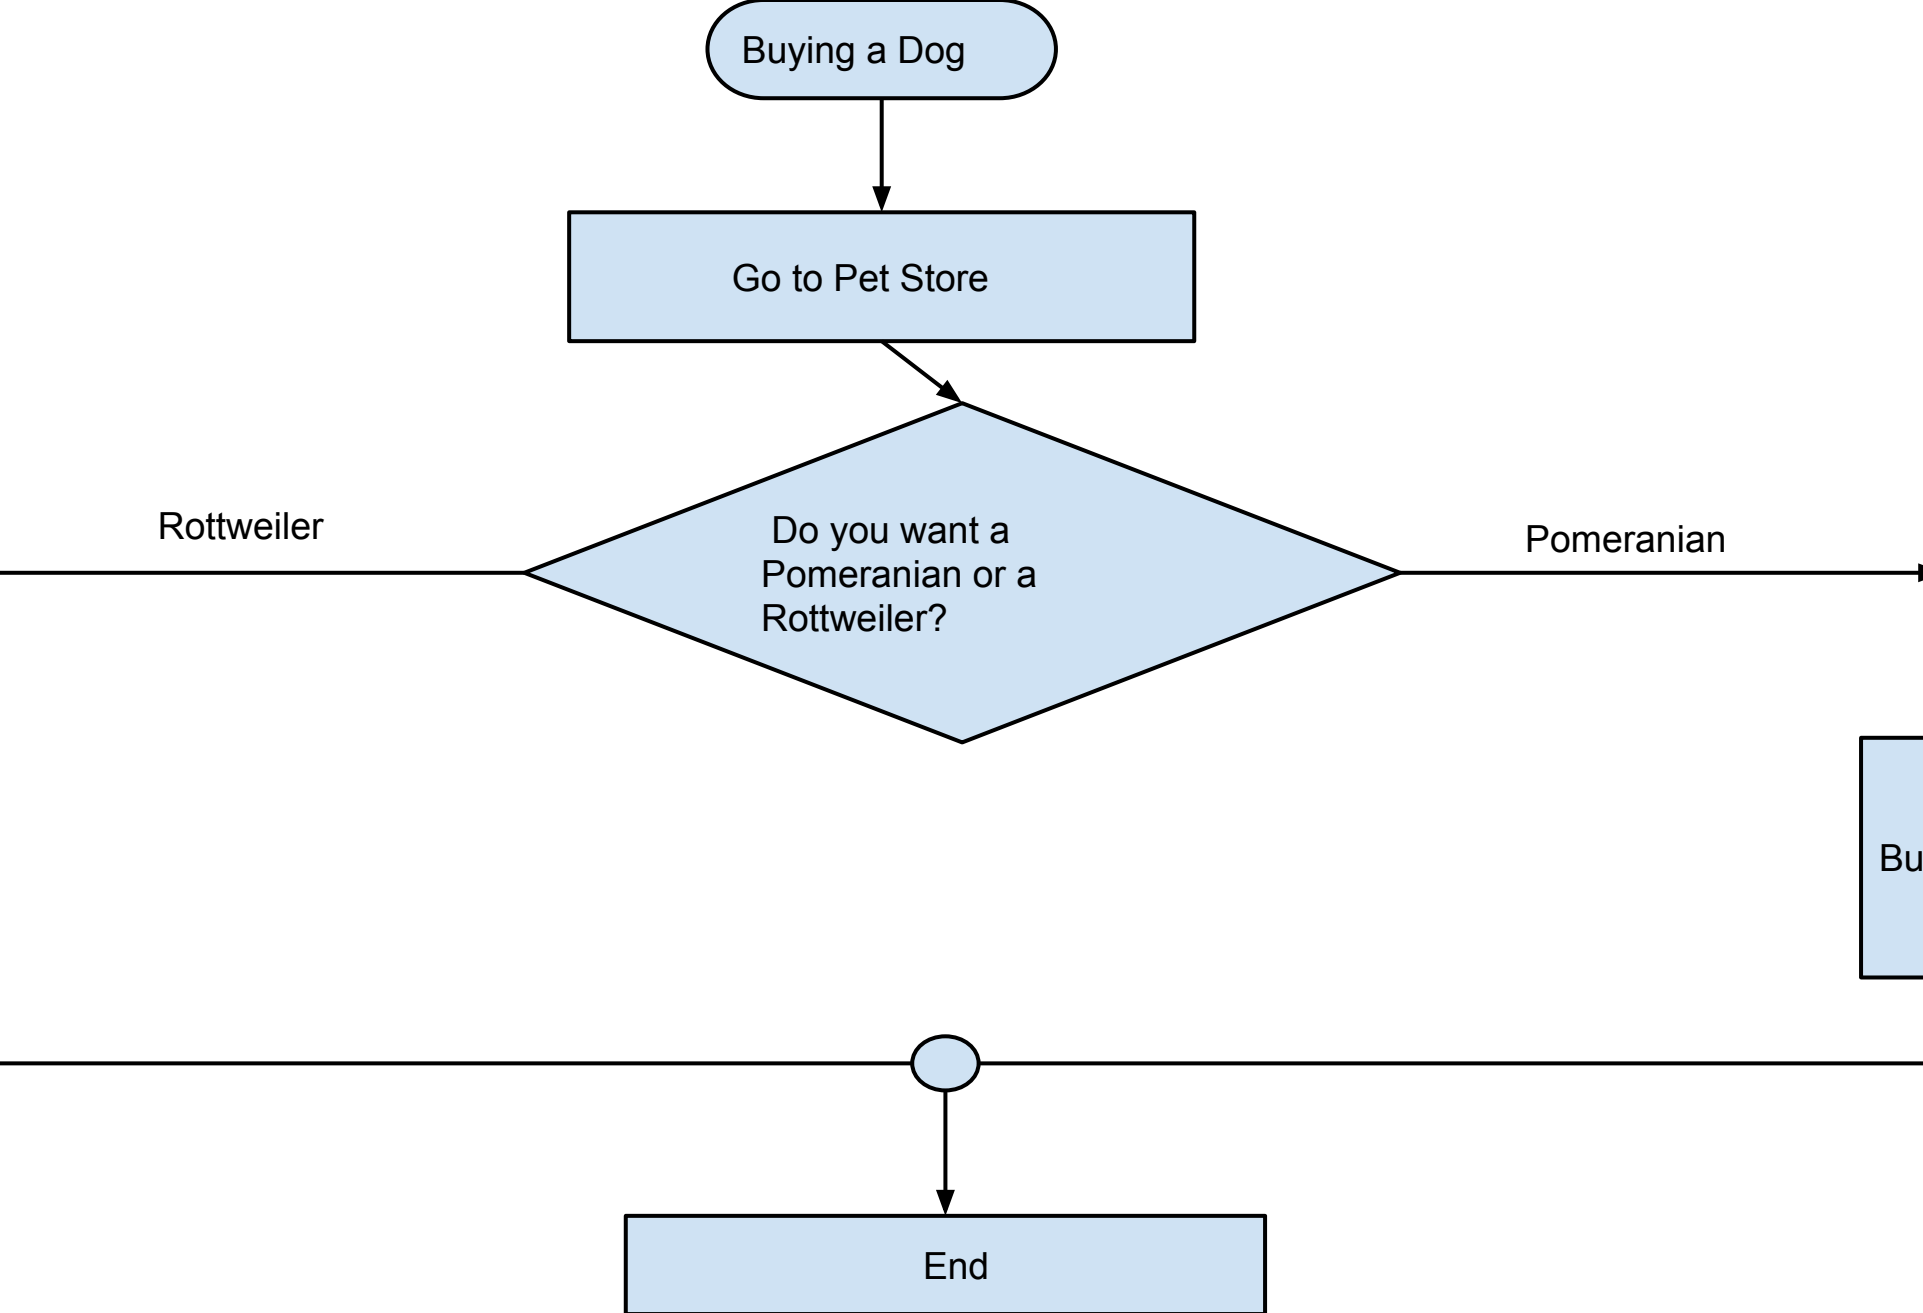 Buying a Dog
Go to Pet Store
Do you want a
Pomeranian or a
Rottweiler?
Rottweiler
Pomeranian
End